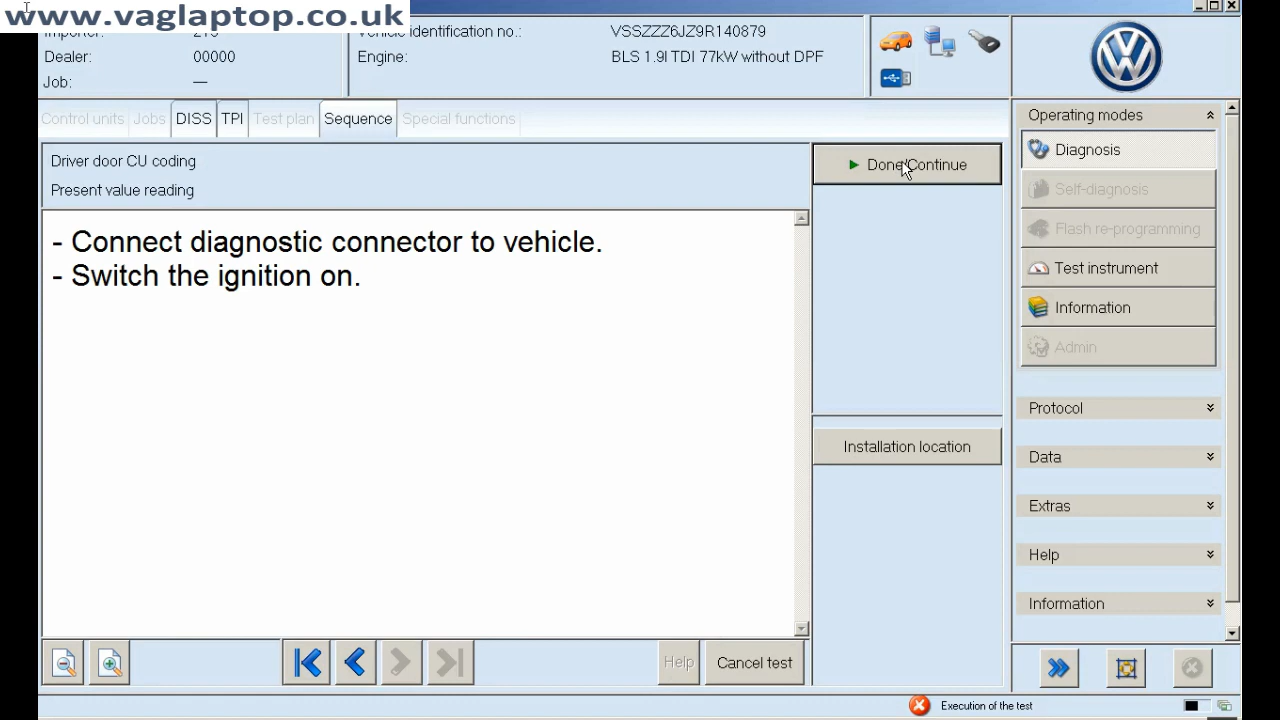 www.vaglaptop.co.uk
Vehicle identification no.: VSSZZZ6JZ9R140879
Dealer: 00000
Engine: BLS 1.9l TDI 77kW without DPF
Job: —
Control units Jobs DISS TPI Test plan Sequence Special functions
Driver door CU coding
Present value reading
- Connect diagnostic connector to vehicle.
- Switch the ignition on.
Done/Continue
Installation location
Operating modes
Diagnosis
Self-diagnosis
Flash re-programming
Test instrument
Information
Admin
Protocol
Data
Extras
Help
Information
Help
Cancel test
Execution of the test